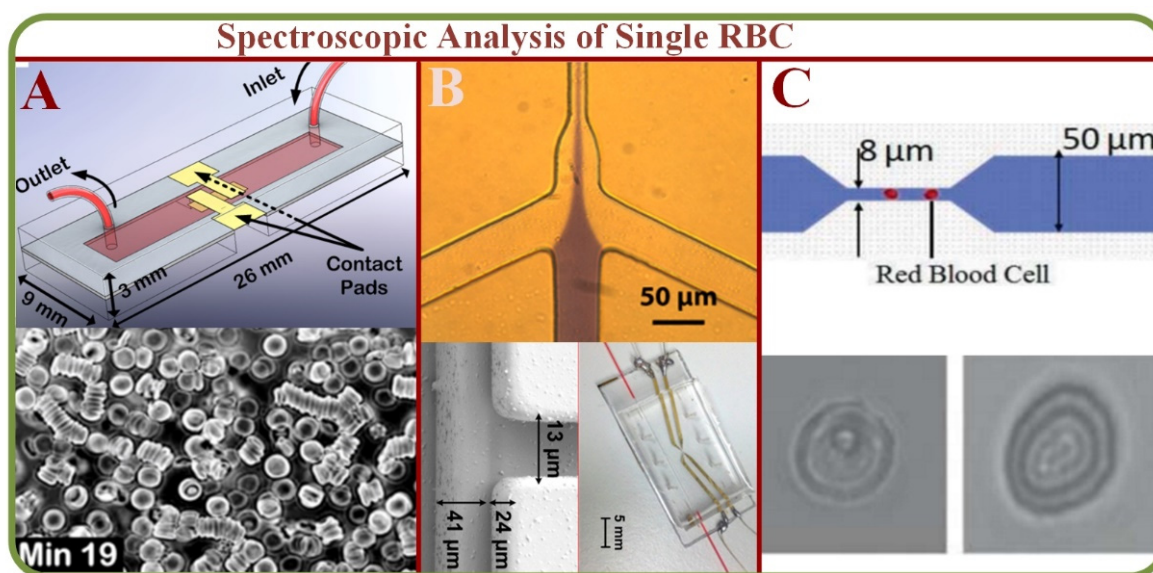 Spectroscopic Analysis of Single RBC
A
Inlet
Outlet
Contact
Pads
26 mm
3 mm
9 mm
Min 19
B
50 µm
13 µm
41 µm
24 µm
5 mm
C
8 µm
50 µm
Red Blood Cell